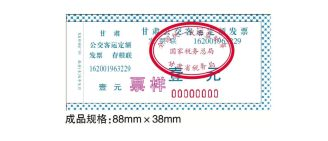 甘肃
公交客运定额
发票 存根联
162001963229
壹元
甘肃公交客运定额发票
发票联 162001963229
国家税务总局
甘肃省税务局
壹元
票样
00000000
成品规格:88mm×38mm